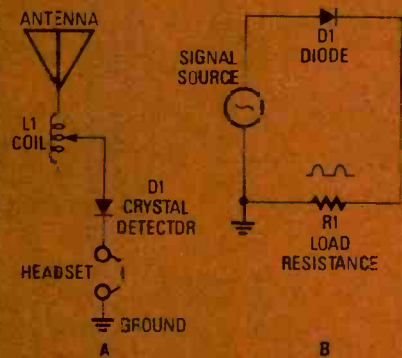 ANTENNA
L1
COIL
D1
CRYSTAL
DETECTOR
HEADSET
GROUND
A
D1
DIODE
SIGNAL
SOURCE
R1
LOAD
RESISTANCE
B